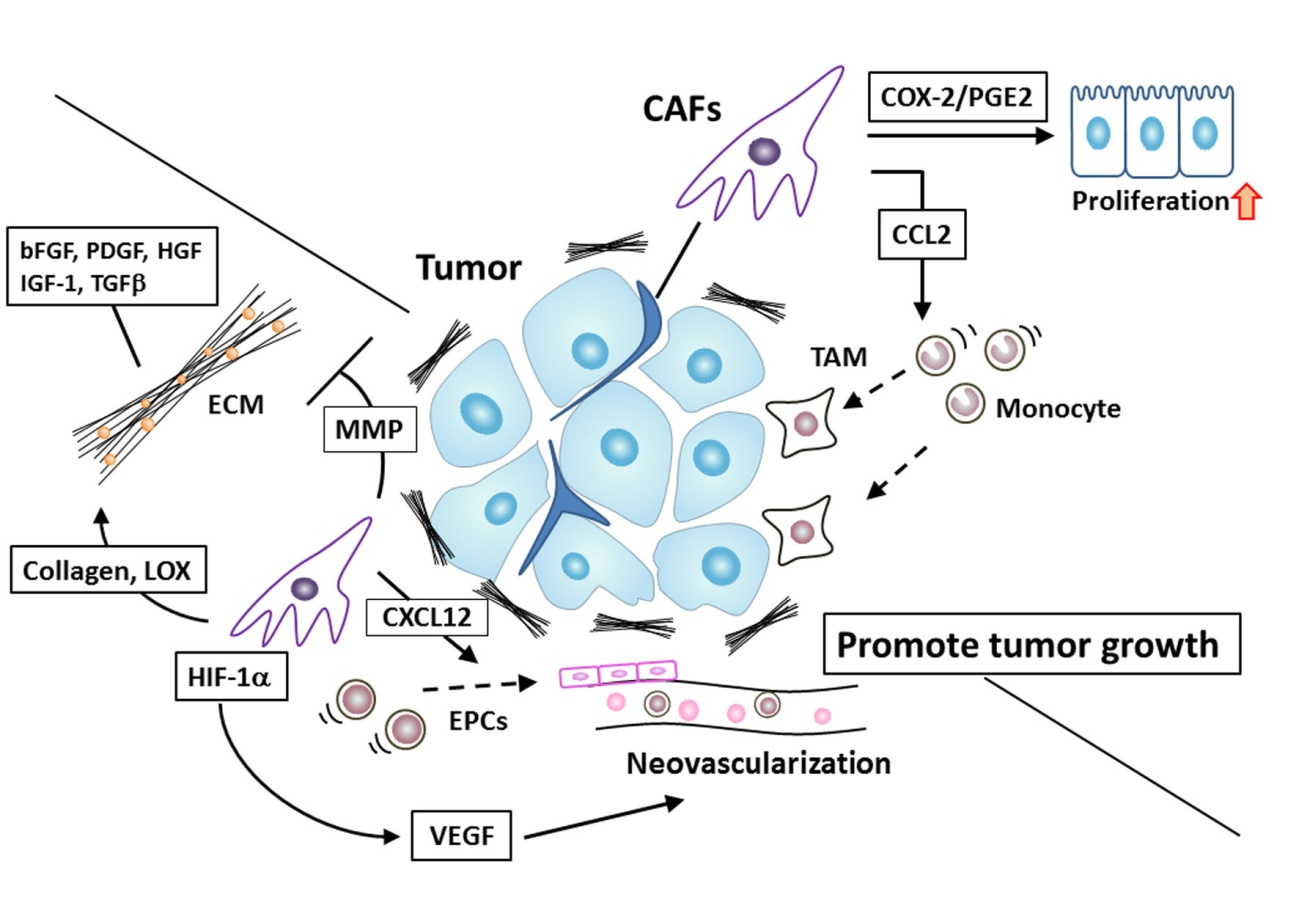 CAFs
COX-2/PGE2
Proliferation
CCL2
bFGF, PDGF, HGF
IGF-1, TGFβ
Tumor
TAM
Monocyte
ECM
MMP
Collagen, LOX
CXCL12
Promote tumor growth
HIF-1α
EPCs
Neovascularization
VEGF